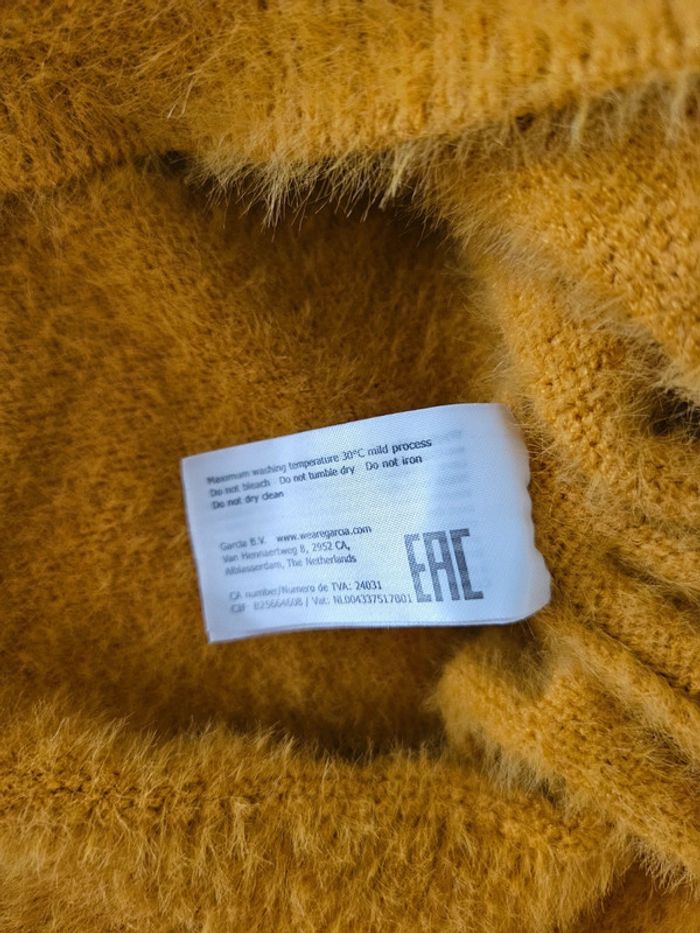 Maximum washing temperature 30°C mild process
Do not bleach Do not tumble dry Do not iron
Do not dry clean
Garcia B.V. www.wearegarcia.com
Van Hennaertweg 8, 2952 CA,
Alblasserdam, The Netherlands
EAC
CA number/Numero de TVA: 24031
CIF: B25664608 / Vat: NL004337517B01